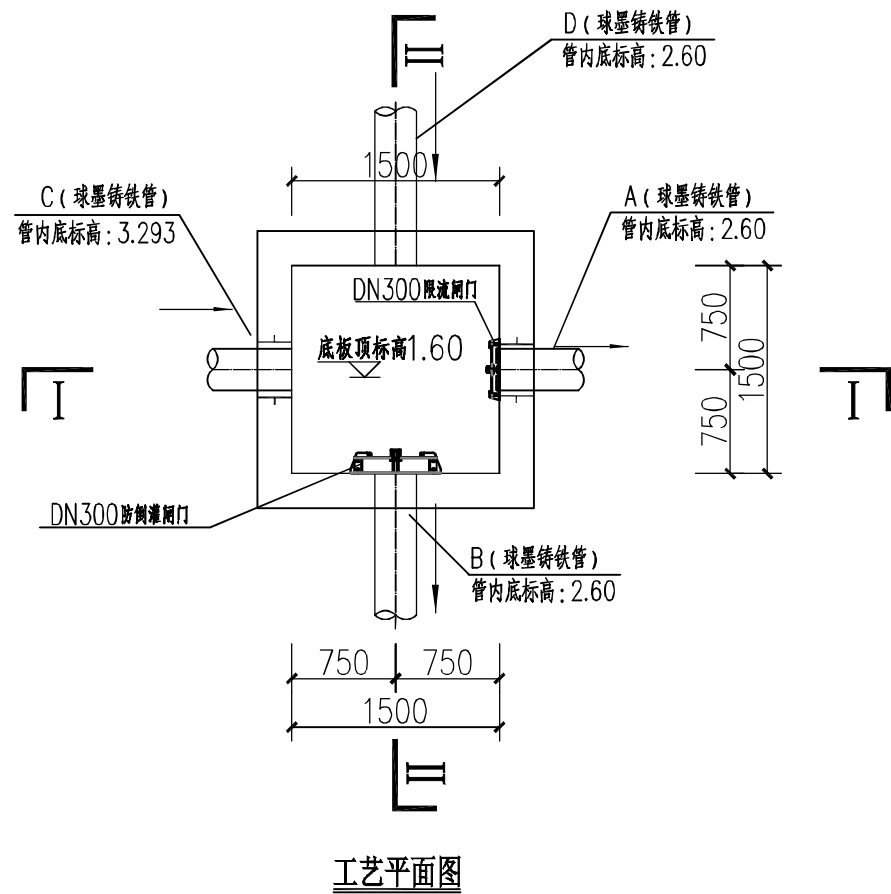 II
D(球墨铸铁管)
管内底标高:2.60
1500
C(球墨铸铁管)
管内底标高:3.293
A(球墨铸铁管)
管内底标高:2.60
DN300限流闸门
底板顶标高1.60
750
1500
750
I
I
DN300防倒灌闸门
B(球墨铸铁管)
管内底标高:2.60
750
750
1500
II
工艺平面图